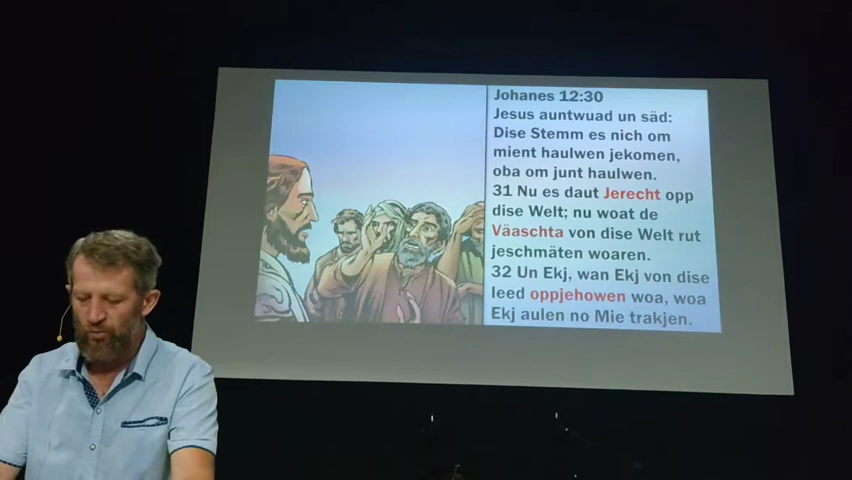 Johanes 12:30
Jesus auntwuad un säd:
Dise Stemm es nich om
mient haulwen jekomen,
oba om junt haulwen.
31 Nu es daut Jerecht opp
dise Welt; nu woat de
Väaschta von dise Welt rut
jeschmäten woaren.
32 Un Ekj, wan Ekj von dise
Ieed oppjehowen woa, woa
Ekj aulen no Mie trakjen.